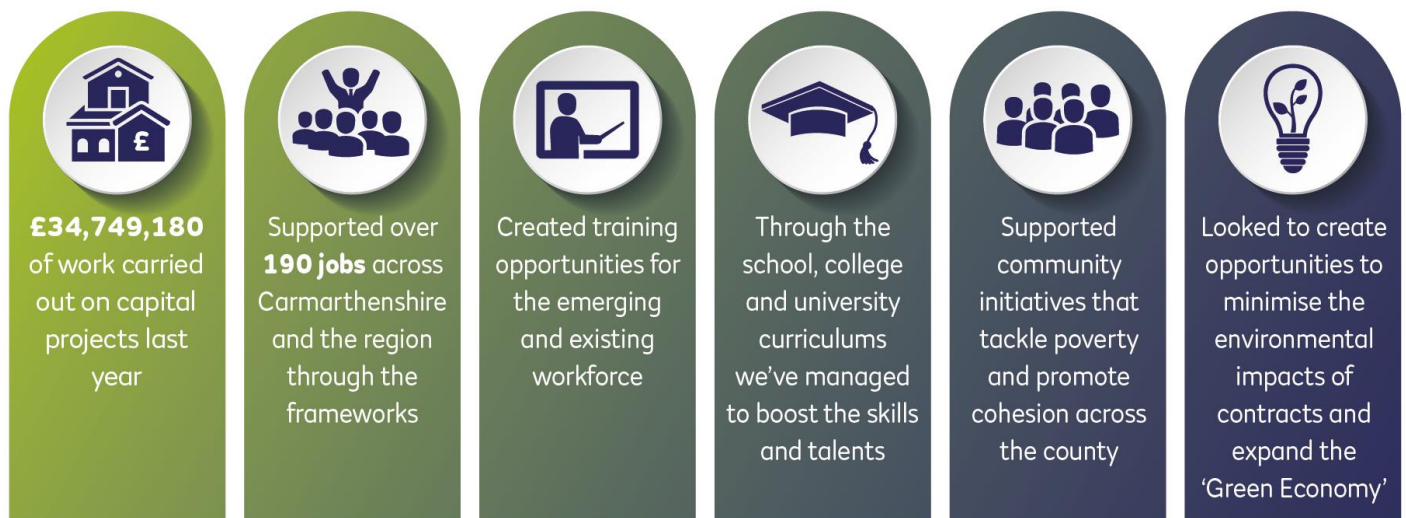 £
£34,749,180
of work carried
out on capital
projects last
year
Supported over
190 jobs across
Carmarthenshire
and the region
through the
frameworks
Created training
opportunities for
the emerging
and existing
workforce
Through the
school, college
and university
curriculums
we’ve managed
to boost the skills
and talents
Supported
community
initiatives that
tackle poverty
and promote
cohesion across
the county
Looked to create
opportunities to
minimise the
environmental
impacts of
contracts and
expand the
‘Green Economy’